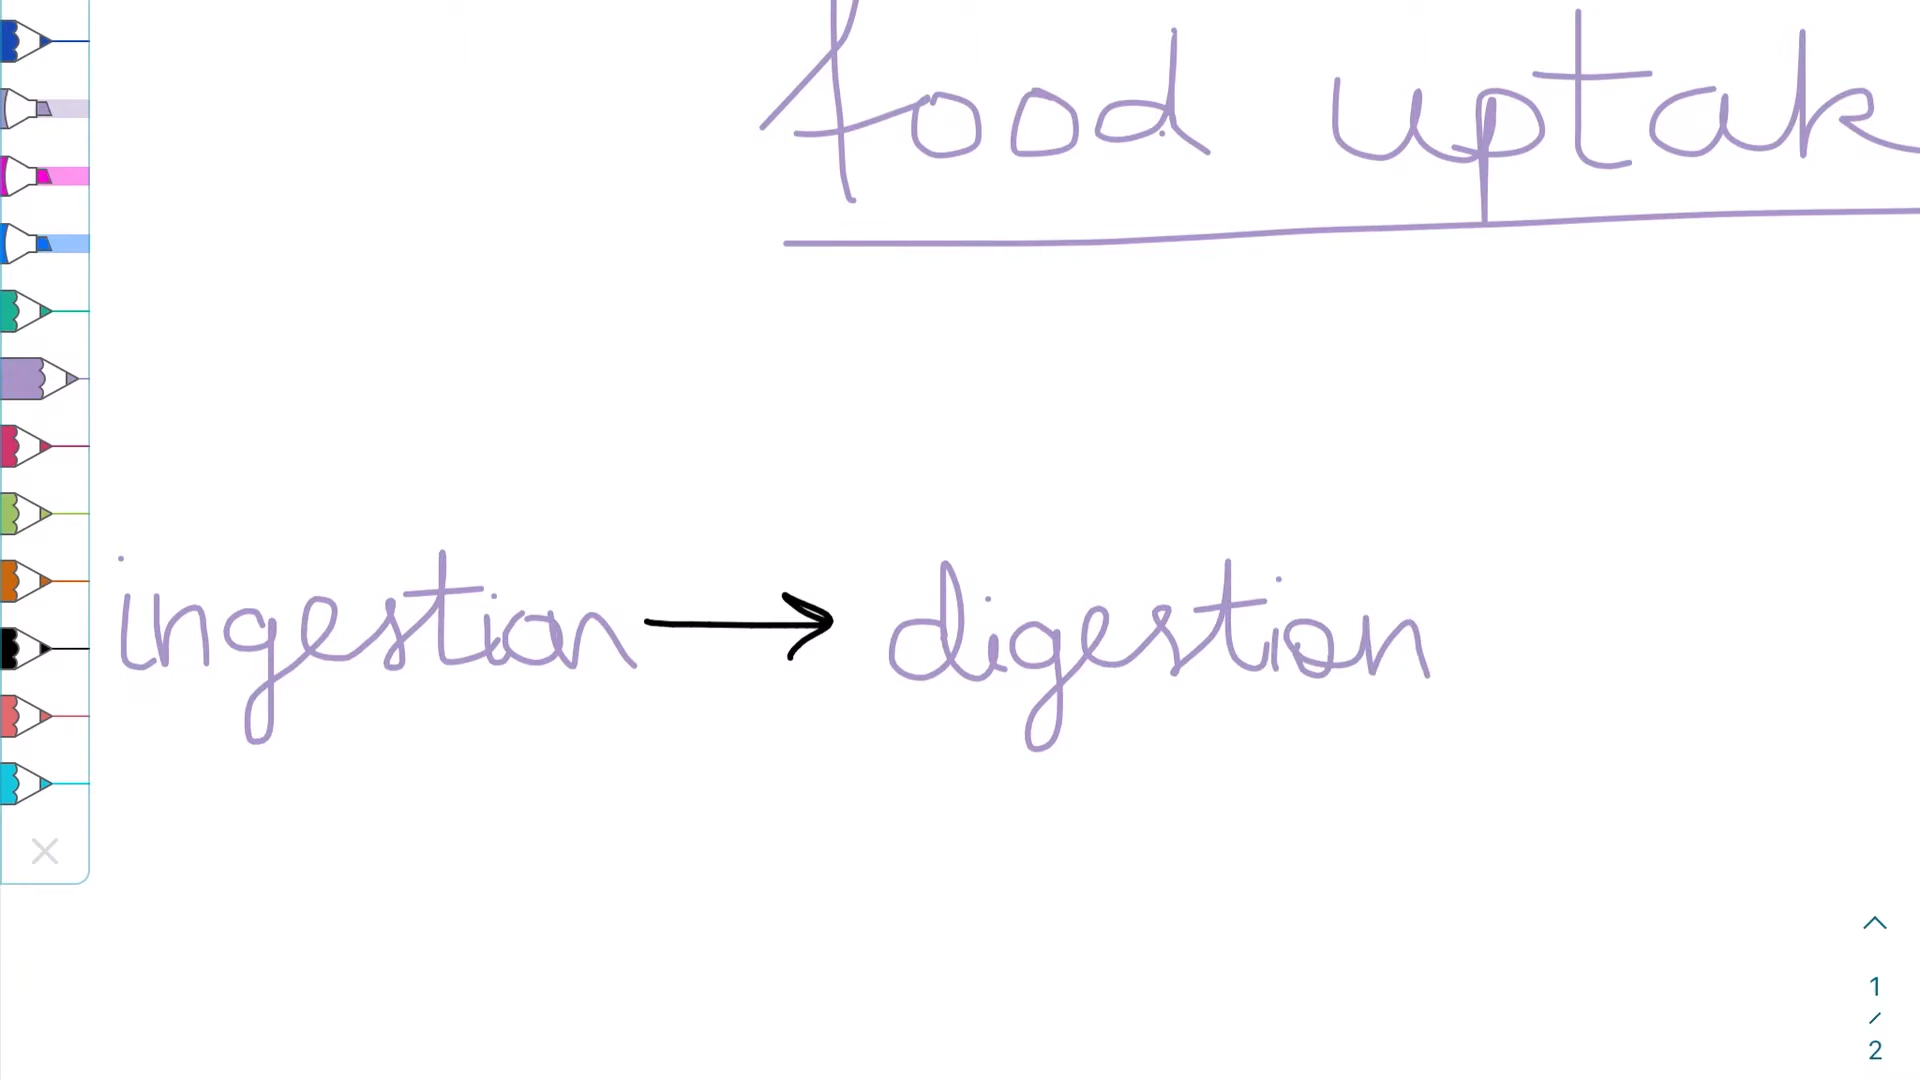 food uptak
ingestion → digestion
1
/
2